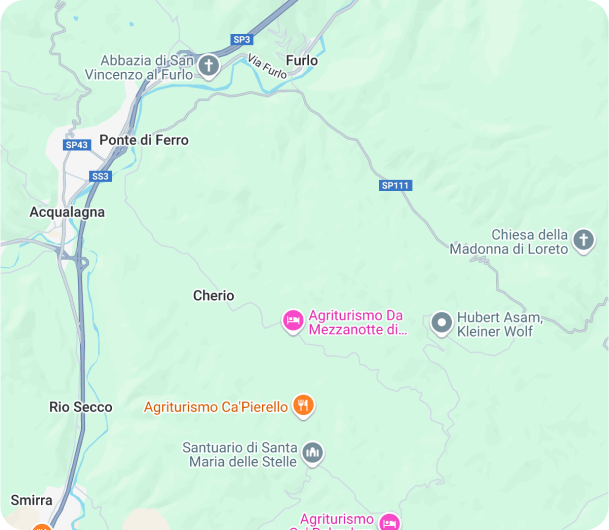 SP3
Abbazia di San
Vincenzo al Furlo
Furlo
Via Furlo
Ponte di Ferro
SP43
SS3
SP111
Acqualagna
Chiesa della
Madonna di Loreto
Cherio
Agriturismo Da
Mezzanotte di...
Hubert Asam,
Kleiner Wolf
Rio Secco
Agriturismo Ca'Pierello
Santuario di Santa
Maria delle Stelle
Smirra
Agriturismo